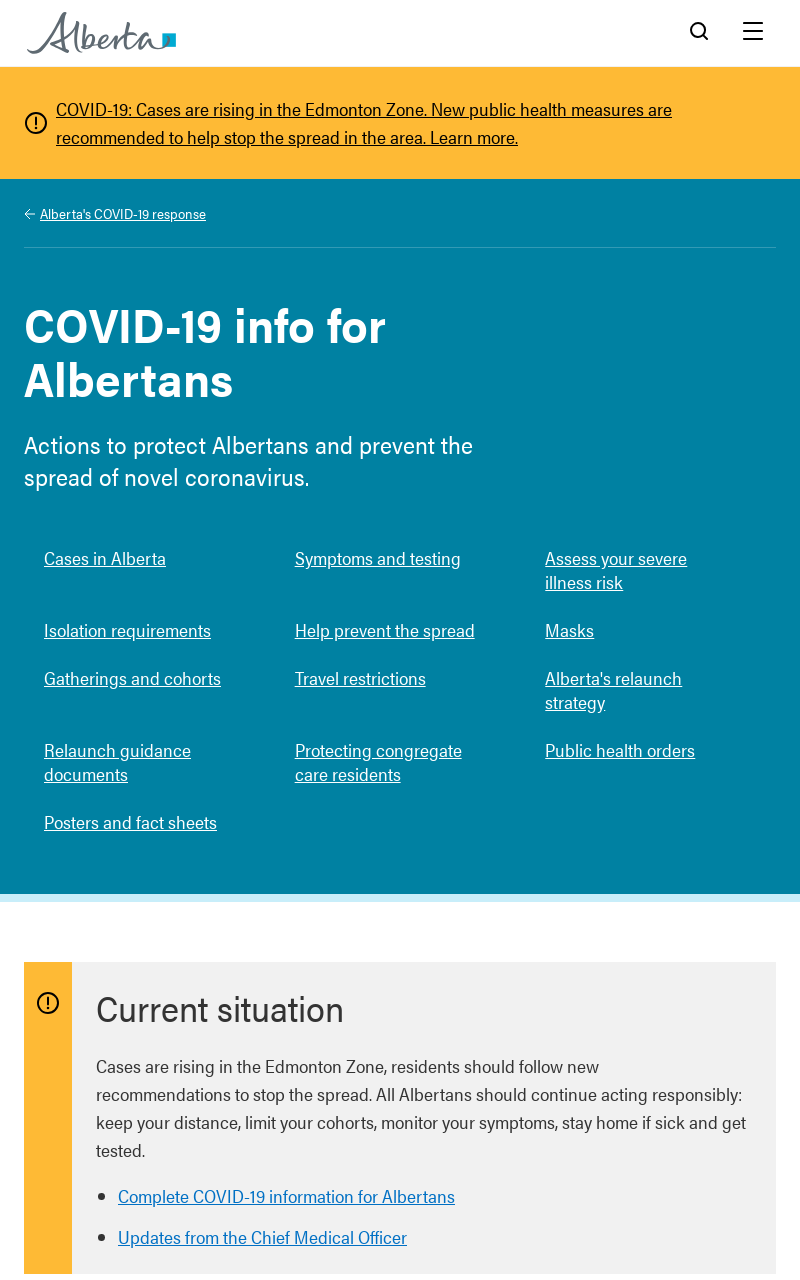 Alberta
COVID-19: Cases are rising in the Edmonton Zone. New public health measures are
recommended to help stop the spread in the area. Learn more.
Alberta's COVID-19 response
COVID-19 info for
Albertans
Actions to protect Albertans and prevent the
spread of novel coronavirus.
Cases in Alberta
Symptoms and testing
Assess your severe
illness risk
Isolation requirements
Help prevent the spread
Masks
Gatherings and cohorts
Travel restrictions
Alberta's relaunch
strategy
Relaunch guidance
documents
Protecting congregate
care residents
Public health orders
Posters and fact sheets
Current situation
Cases are rising in the Edmonton Zone, residents should follow new
recommendations to stop the spread. All Albertans should continue acting responsibly:
keep your distance, limit your cohorts, monitor your symptoms, stay home if sick and get
tested.
Complete COVID-19 information for Albertans
Updates from the Chief Medical Officer